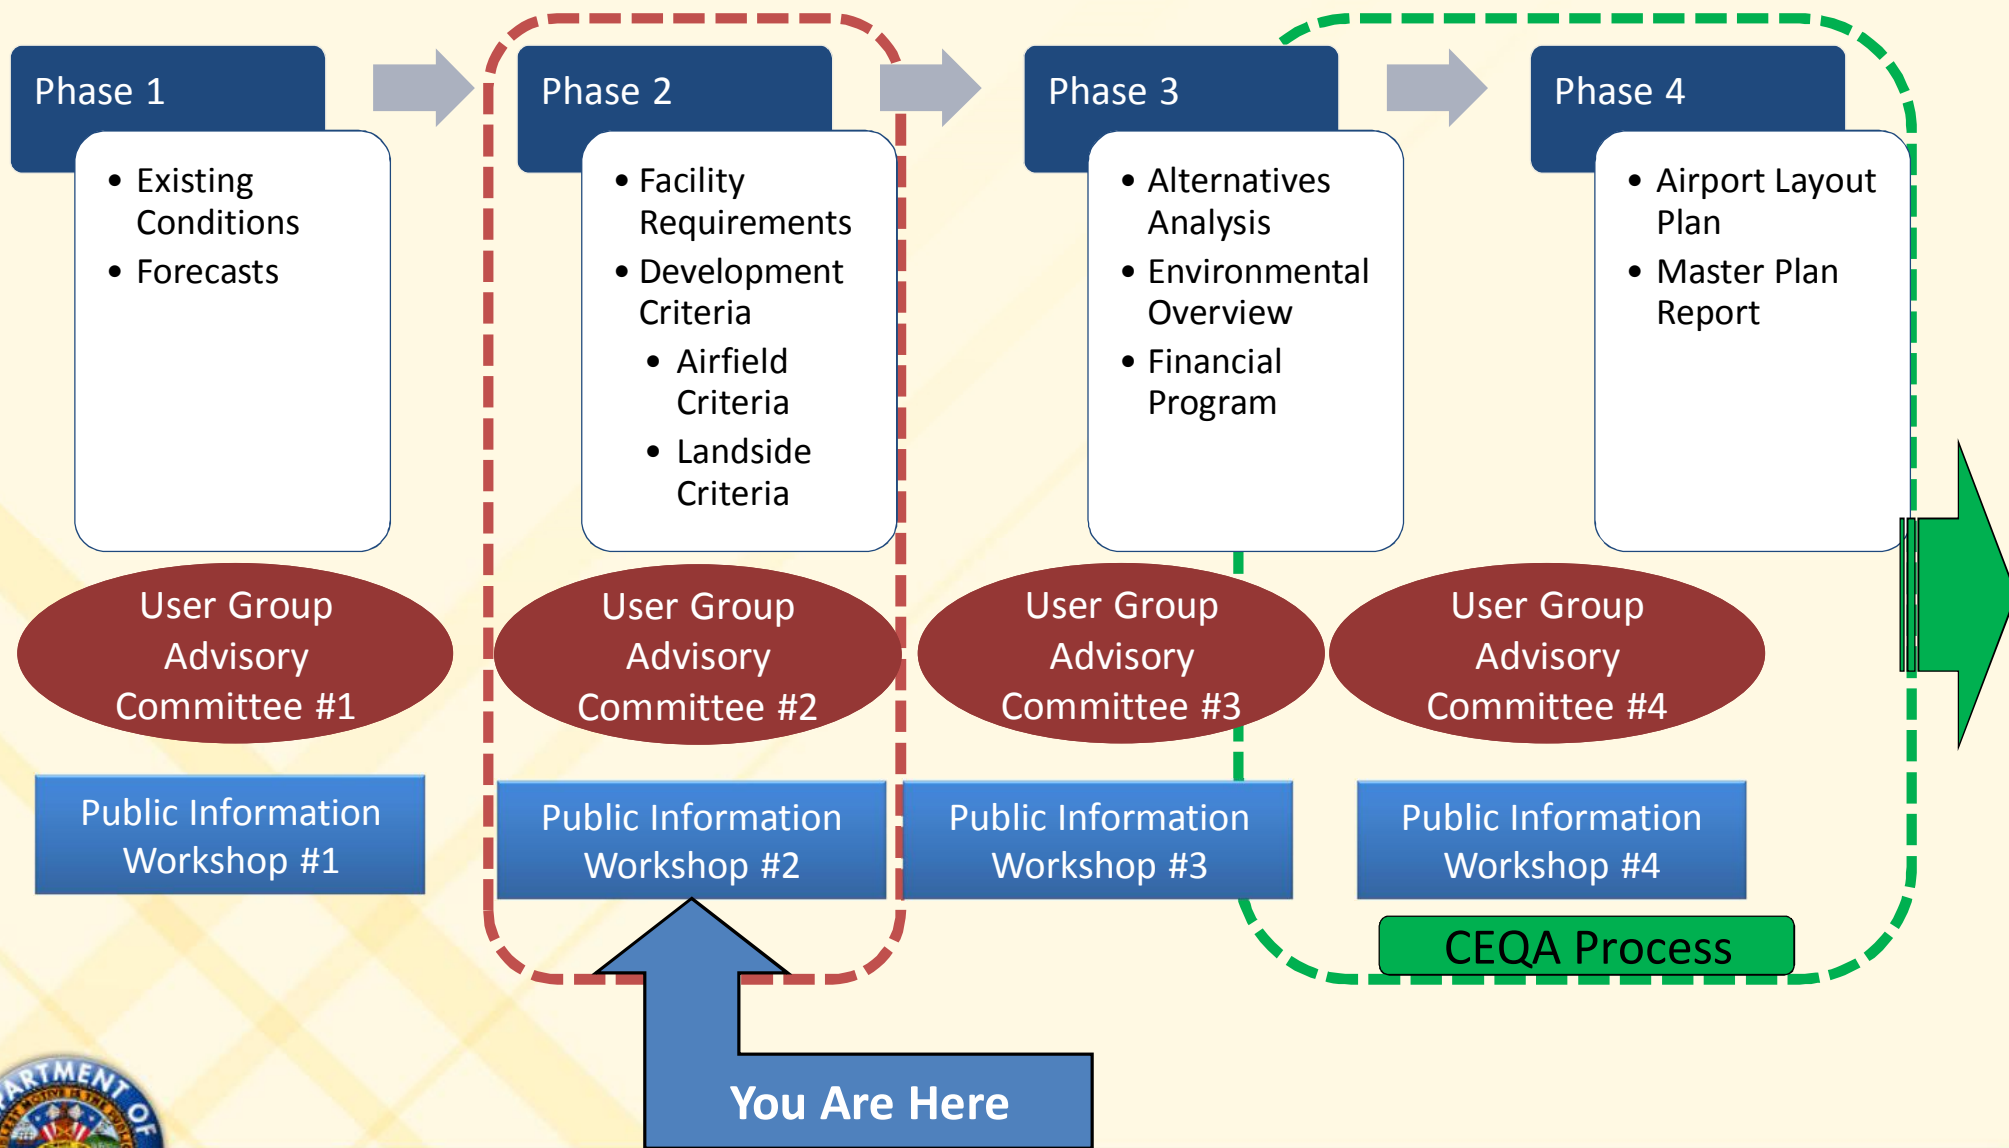 Phase 1
• Existing
Conditions
• Forecasts
User Group
Advisory
Committee #1
Public Information
Workshop #1
Phase 2
• Facility
Requirements
• Development
Criteria
• Airfield
Criteria
• Landside
Criteria
User Group
Advisory
Committee #2
Public Information
Workshop #2
Phase 3
• Alternatives
Analysis
• Environmental
Overview
• Financial
Program
User Group
Advisory
Committee #3
Public Information
Workshop #3
Phase 4
• Airport Layout
Plan
• Master Plan
Report
User Group
Advisory
Committee #4
Public Information
Workshop #4
CEQA Process
You Are Here